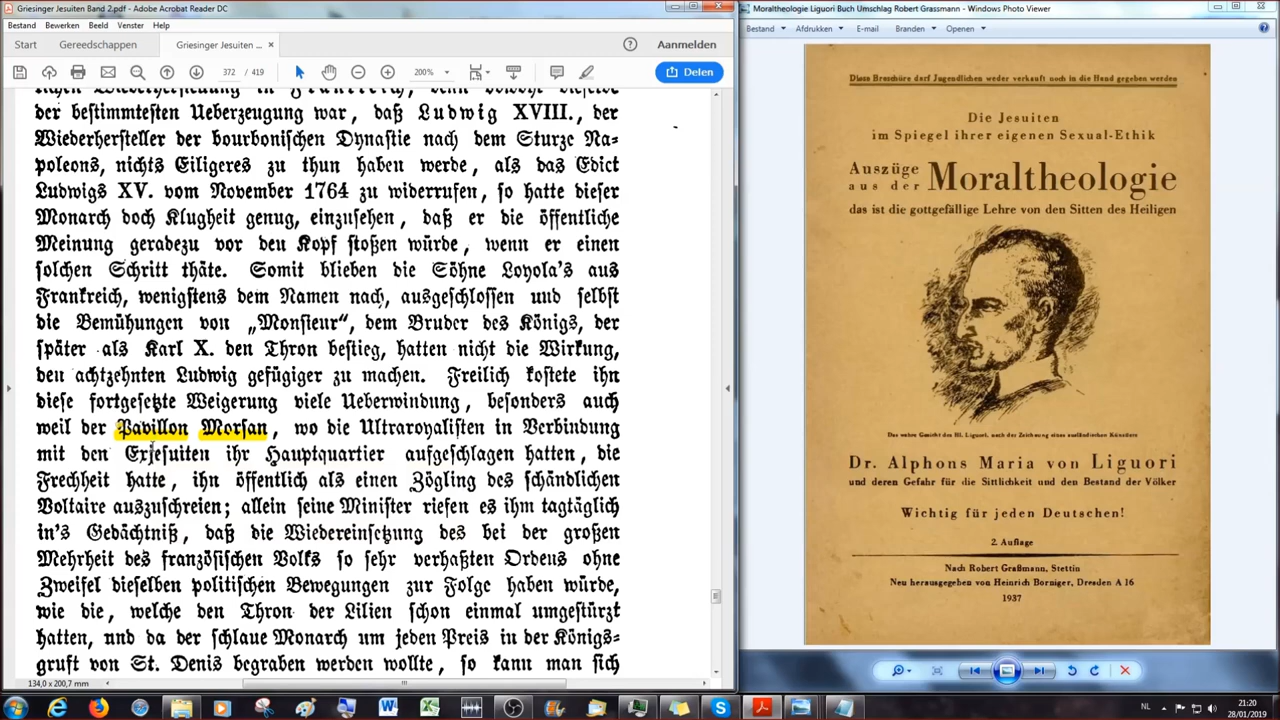 Griesinger Jesuiten Band 2.pdf - Adobe Acrobat Reader DC
Bestand Bewerken Beeld Venster Help
Start Gereedschappen Griesinger Jesuiten ... × Aanmelden
372 / 419 200% Delen
der bestimmtesten Ueberzeugung war, daß Ludwig XVIII., der
Wiederhersteller der bourbonischen Dynastie nach dem Sturze Na=
poleons, nichts Eiligeres zu thun haben werde, als das Edict
Ludwigs XV. vom November 1764 zu widerrufen, so hatte dieser
Monarch doch Klugheit genug, einzusehen, daß er die öffentliche
Meinung geradezu vor den Kopf stoßen würde, wenn er einen
solchen Schritt thäte. Somit blieben die Söhne Loyola's aus
Frankreich, wenigstens dem Namen nach, ausgeschlossen und selbst
die Bemühungen von „Monsieur“, dem Bruder des Königs, der
später als Karl X. den Thron bestieg, hatten nicht die Wirkung,
den achtzehnten Ludwig gefügiger zu machen. Freilich kostete ihn
diese fortgesetzte Weigerung viele Ueberwindung, besonders auch
weil der Pavillon Morsan, wo die Ultraroyalisten in Verbindung
mit den Exjesuiten ihr Hauptquartier aufgeschlagen hatten, die
Frechheit hatte, ihn öffentlich als einen Zögling des schändlichen
Voltaire auszuschreien; allein seine Minister riefen es ihm tagtäglich
in's Gedächtniß, daß die Wiedereinsetzung des bei der großen
Mehrheit des französischen Volks so sehr verhaßten Ordens ohne
Zweifel dieselben politischen Bewegungen zur Folge haben würde,
wie die, welche den Thron der Lilien schon einmal umgestürzt
hatten, und da der schlaue Monarch um jeden Preis in der Königs=
gruft von St. Denis begraben werden wollte, so kann man sich
134,0 x 200,7 mm
Moraltheologie Liguori Buch Umschlag Robert Grassmann - Windows Photo Viewer
Bestand Afdrukken E-mail Branden Openen
Diese Broschüre darf Jugendlichen weder verkauft noch in die Hand gegeben werden
Die Jesuiten
im Spiegel ihrer eigenen Sexual-Ethik
Auszüge
aus der Moraltheologie
das ist die gottgefällige Lehre von den Sitten des Heiligen
Das wahre Gesicht des Hl. Liguori, nach der Zeichnung eines ausländischen Künstlers
Dr. Alphons Maria von Liguori
und deren Gefahr für die Sittlichkeit und den Bestand der Völker
Wichtig für jeden Deutschen!
2. Auflage
Nach Robert Graßmann, Stettin
Neu herausgegeben von Heinrich Borniger, Dresden A 16
1937
NL 21:20
28/01/2019